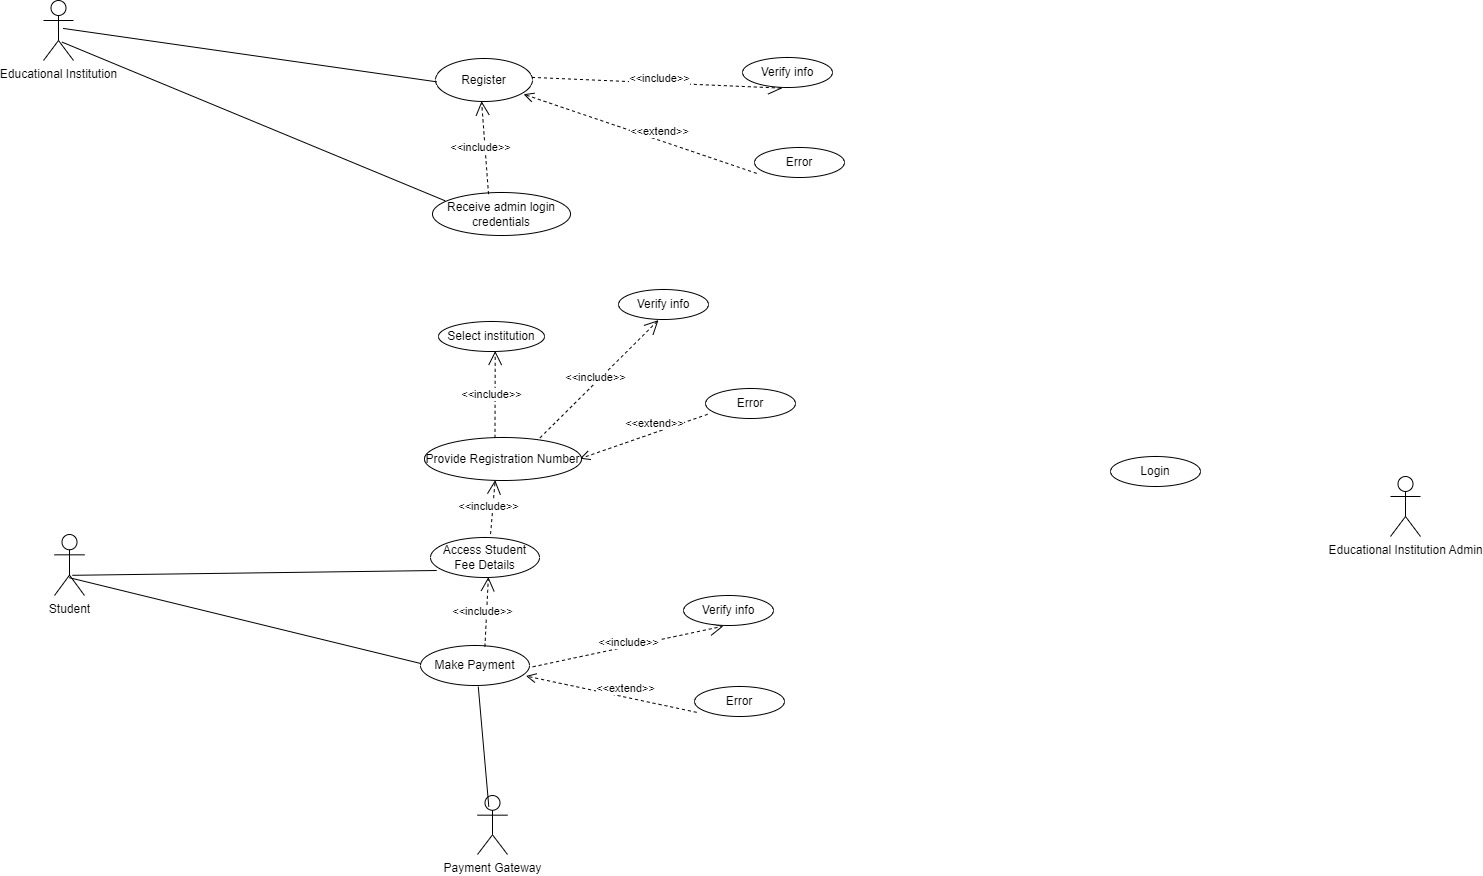 Educational Institution
Register
<<include>>
Verify info
<<extend>>
Error
<<include>>
Receive admin login
credentials
Verify info
Select institution
<<include>>
<<include>>
Error
<<extend>>
Provide Registration Number
Login
<<include>>
Educational Institution Admin
Access Student
Fee Details
Student
<<include>>
Verify info
<<include>>
Make Payment
<<extend>>
Error
Payment Gateway